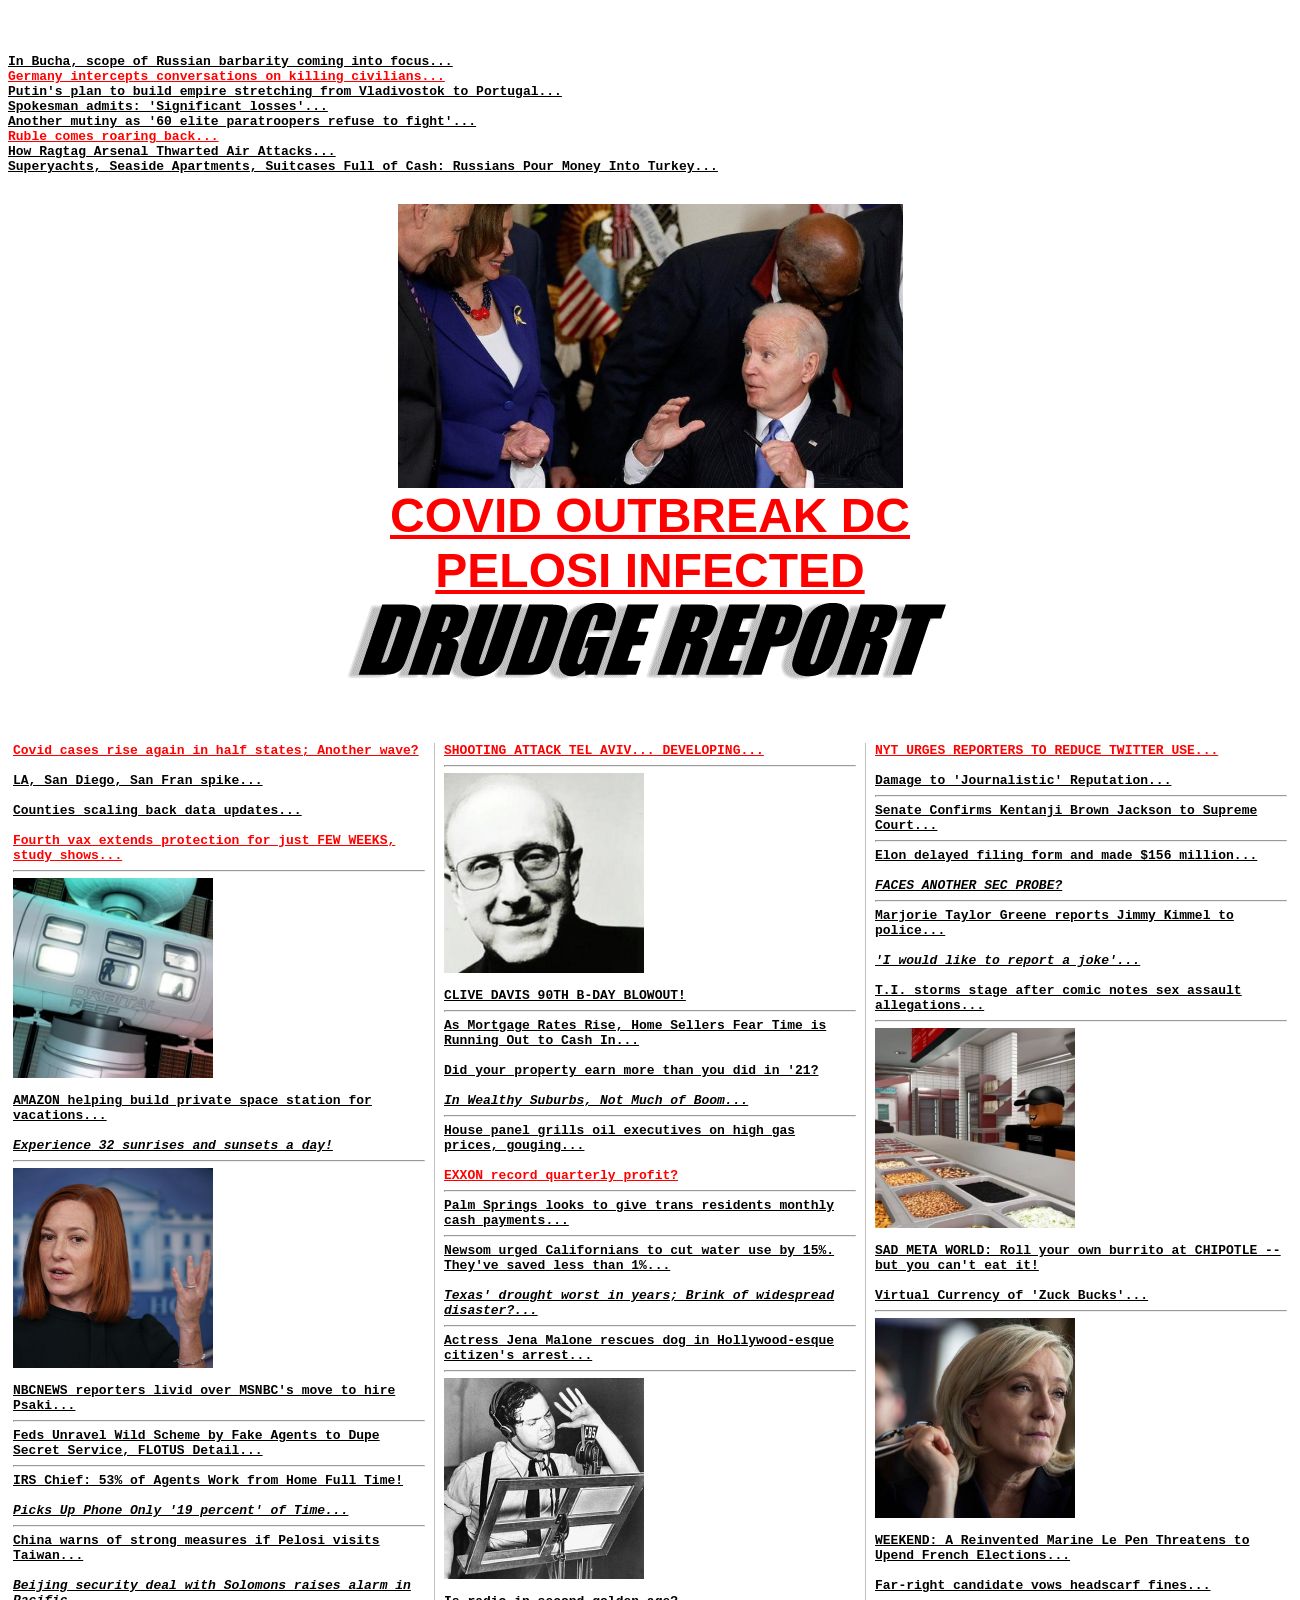 In Bucha, scope of Russian barbarity coming into focus...
Germany intercepts conversations on killing civilians...
Putin's plan to build empire stretching from Vladivostok to Portugal...
Spokesman admits: 'Significant losses'...
Another mutiny as '60 elite paratroopers refuse to fight'...
Ruble comes roaring back...
How Ragtag Arsenal Thwarted Air Attacks...
Superyachts, Seaside Apartments, Suitcases Full of Cash: Russians Pour Money Into Turkey...
COVID OUTBREAK DC
PELOSI INFECTED
DRUDGE REPORT
Covid cases rise again in half states; Another wave?
LA, San Diego, San Fran spike...
Counties scaling back data updates...
Fourth vax extends protection for just FEW WEEKS,
study shows...
ORBITAL
REEF
AMAZON helping build private space station for
vacations...
Experience 32 sunrises and sunsets a day!
NBCNEWS reporters livid over MSNBC's move to hire
Psaki...
Feds Unravel Wild Scheme by Fake Agents to Dupe
Secret Service, FLOTUS Detail...
IRS Chief: 53% of Agents Work from Home Full Time!
Picks Up Phone Only '19 percent' of Time...
China warns of strong measures if Pelosi visits
Taiwan...
Beijing security deal with Solomons raises alarm in
Pacific...
SHOOTING ATTACK TEL AVIV... DEVELOPING...
CLIVE DAVIS 90TH B-DAY BLOWOUT!
As Mortgage Rates Rise, Home Sellers Fear Time is
Running Out to Cash In...
Did your property earn more than you did in '21?
In Wealthy Suburbs, Not Much of Boom...
House panel grills oil executives on high gas
prices, gouging...
EXXON record quarterly profit?
Palm Springs looks to give trans residents monthly
cash payments...
Newsom urged Californians to cut water use by 15%.
They've saved less than 1%...
Texas' drought worst in years; Brink of widespread
disaster?...
Actress Jena Malone rescues dog in Hollywood-esque
citizen's arrest...
Is radio in second golden age?
NYT URGES REPORTERS TO REDUCE TWITTER USE...
Damage to 'Journalistic' Reputation...
Senate Confirms Kentanji Brown Jackson to Supreme
Court...
Elon delayed filing form and made $156 million...
FACES ANOTHER SEC PROBE?
Marjorie Taylor Greene reports Jimmy Kimmel to
police...
'I would like to report a joke'...
T.I. storms stage after comic notes sex assault
allegations...
SAD META WORLD: Roll your own burrito at CHIPOTLE --
but you can't eat it!
Virtual Currency of 'Zuck Bucks'...
WEEKEND: A Reinvented Marine Le Pen Threatens to
Upend French Elections...
Far-right candidate vows headscarf fines...